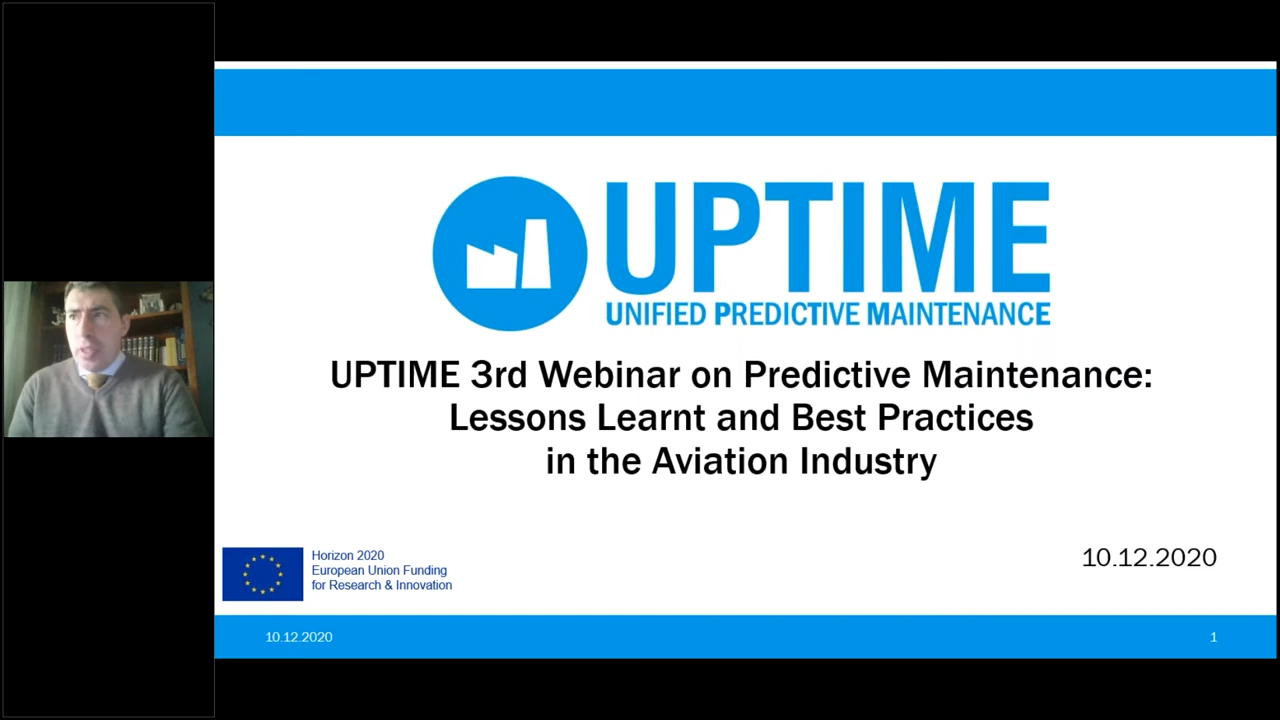 UPTIME
UNIFIED PREDICTIVE MAINTENANCE
UPTIME 3rd Webinar on Predictive Maintenance:
Lessons Learnt and Best Practices
in the Aviation Industry
Horizon 2020
European Union Funding
for Research & Innovation
10.12.2020
10.12.2020
1